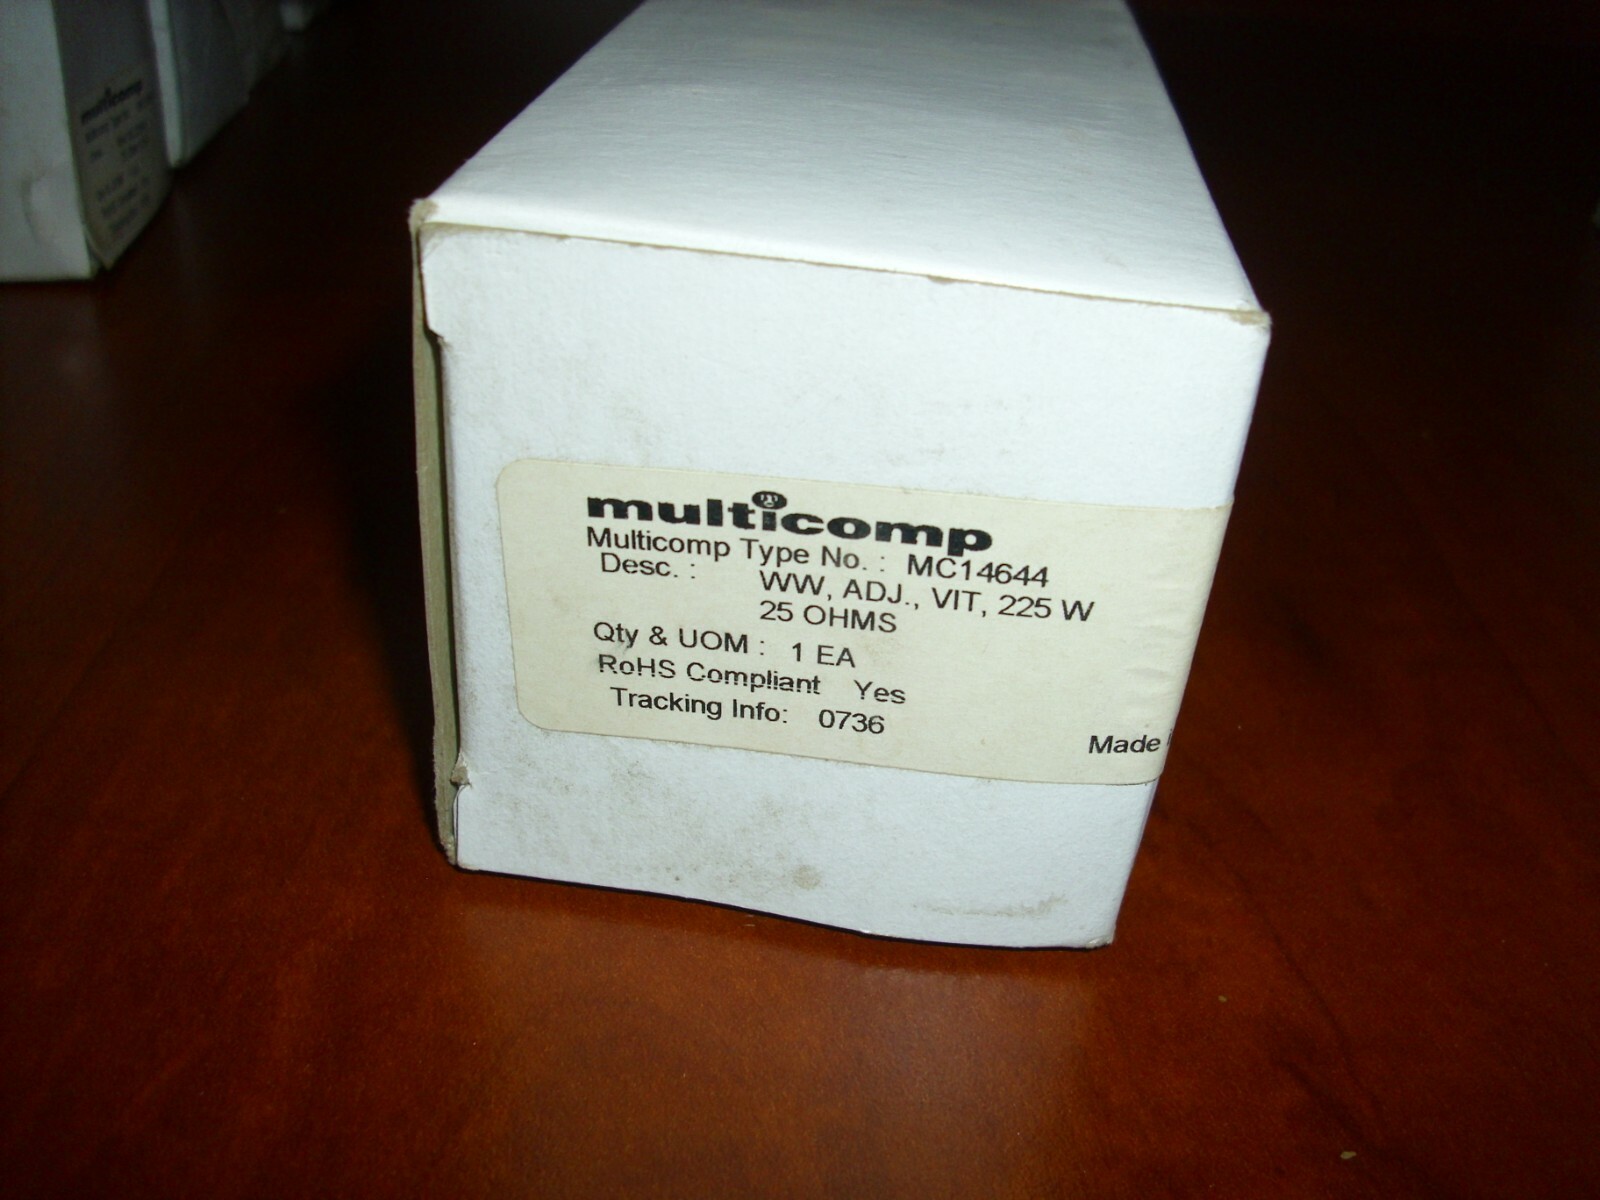 multicomp
Multicomp Type No. : MC14644
Desc. : WW, ADJ., VIT, 225 W
25 OHMS
Qty & UOM : 1 EA
RoHS Compliant Yes
Tracking Info: 0736
Made
multicomp